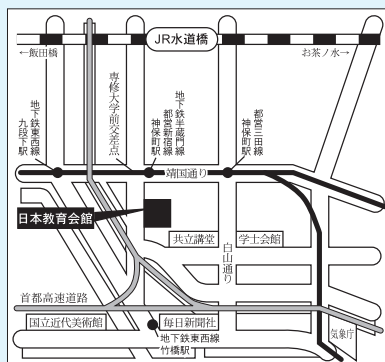 JR水道橋
←飯田橋
お茶ノ水→
地下鉄東西線
九段下駅
専修大学前交差点
地下鉄半蔵門線
都営新宿線
神保町駅
都営三田線
神保町駅
靖国通り
日本教育会館
共立講堂
学士会館
白山通り
首都高速道路
国立近代美術館
毎日新聞社
気象庁
地下鉄東西線
竹橋駅